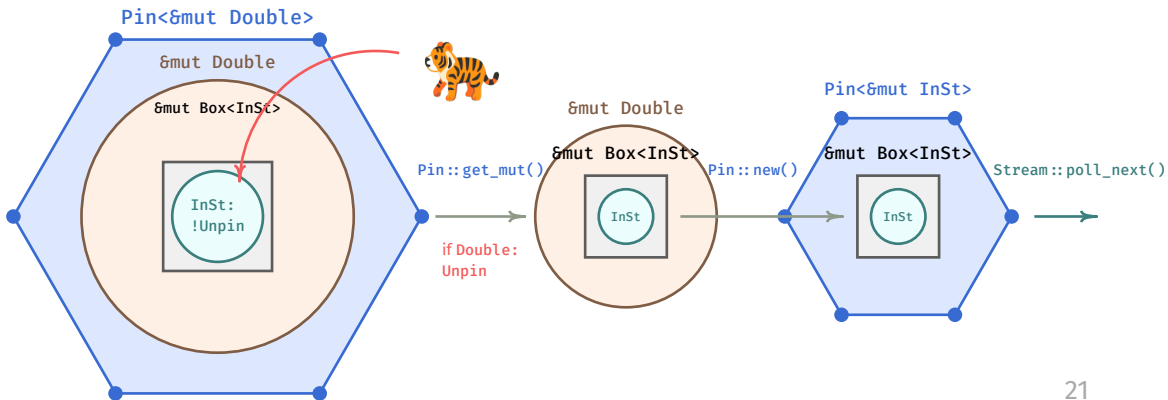 Pin<&mut Double>
&mut Double
&mut Box<InSt>
InSt:
!Unpin
Pin::get_mut()
if Double:
Unpin
&mut Double
&mut Box<InSt>
InSt
Pin::new()
Pin<&mut InSt>
&mut Box<InSt>
InSt
Stream::poll_next()
21